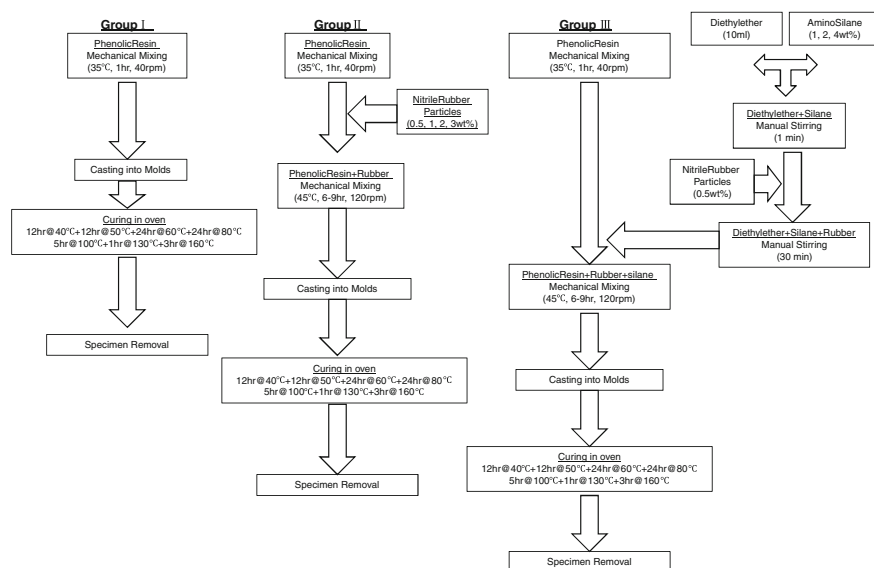 Group Ⅰ
PhenolicResin
Mechanical Mixing
(35℃, 1hr, 40rpm)
Casting into Molds
Curing in oven
12hr@40℃+12hr@50℃+24hr@60℃+24hr@80℃
5hr@100℃+1hr@130℃+3hr@160℃
Specimen Removal
Group Ⅱ
PhenolicResin
Mechanical Mixing
(35℃, 1hr, 40rpm)
NitrileRubber
Particles
(0.5, 1, 2, 3wt%)
PhenolicResin+Rubber
Mechanical Mixing
(45℃, 6-9hr, 120rpm)
Casting into Molds
Curing in oven
12hr@40℃+12hr@50℃+24hr@60℃+24hr@80℃
5hr@100℃+1hr@130℃+3hr@160℃
Specimen Removal
Group Ⅲ
PhenolicResin
Mechanical Mixing
(35℃, 1hr, 40rpm)
Diethylether
(10ml)
AminoSilane
(1, 2, 4wt%)
Diethylether+Silane
Manual Stirring
(1 min)
NitrileRubber
Particles
(0.5wt%)
Diethylether+Silane+Rubber
Manual Stirring
(30 min)
PhenolicResin+Rubber+silane
Mechanical Mixing
(45℃, 6-9hr, 120rpm)
Casting into Molds
Curing in oven
12hr@40℃+12hr@50℃+24hr@60℃+24hr@80℃
5hr@100℃+1hr@130℃+3hr@160℃
Specimen Removal